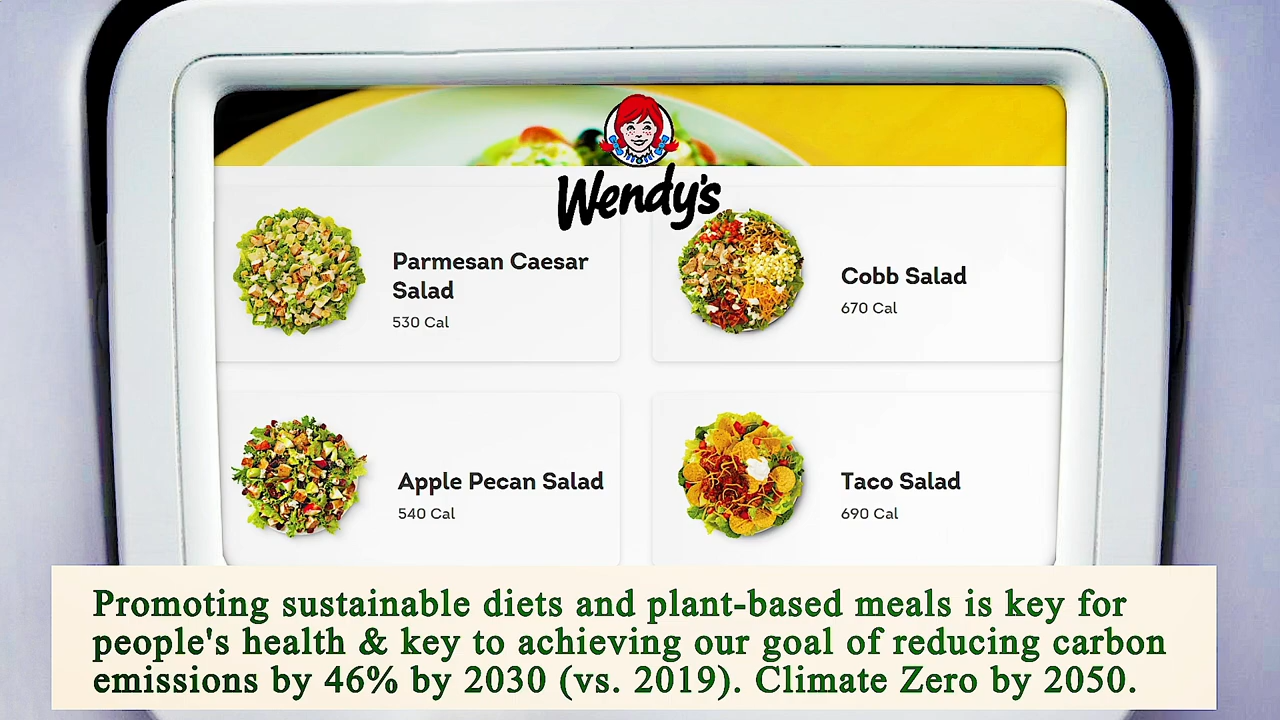 Wendy's
Parmesan Caesar
Salad
530 Cal
Cobb Salad
670 Cal
Apple Pecan Salad
540 Cal
Taco Salad
690 Cal
Promoting sustainable diets and plant-based meals is key for
people's health & key to achieving our goal of reducing carbon
emissions by 46% by 2030 (vs. 2019). Climate Zero by 2050.